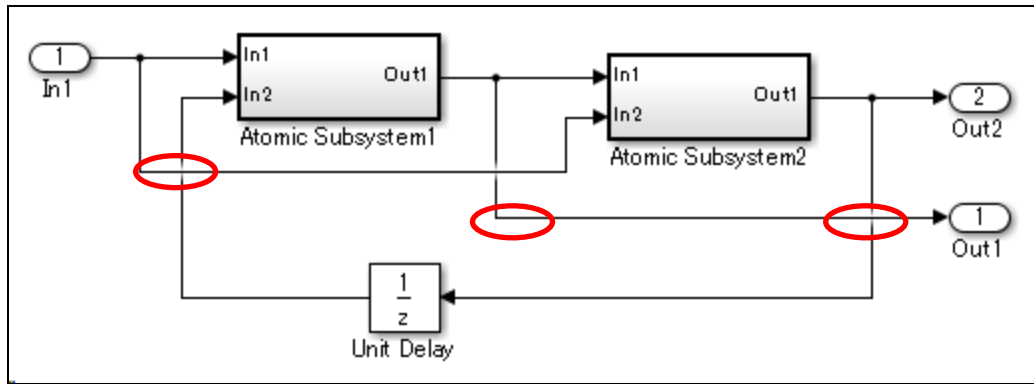 1
In1
In1
In2
Out1
Atomic Subsystem1
In1
In2
Out1
Atomic Subsystem2
2
Out2
1
Out1
1
z
Unit Delay